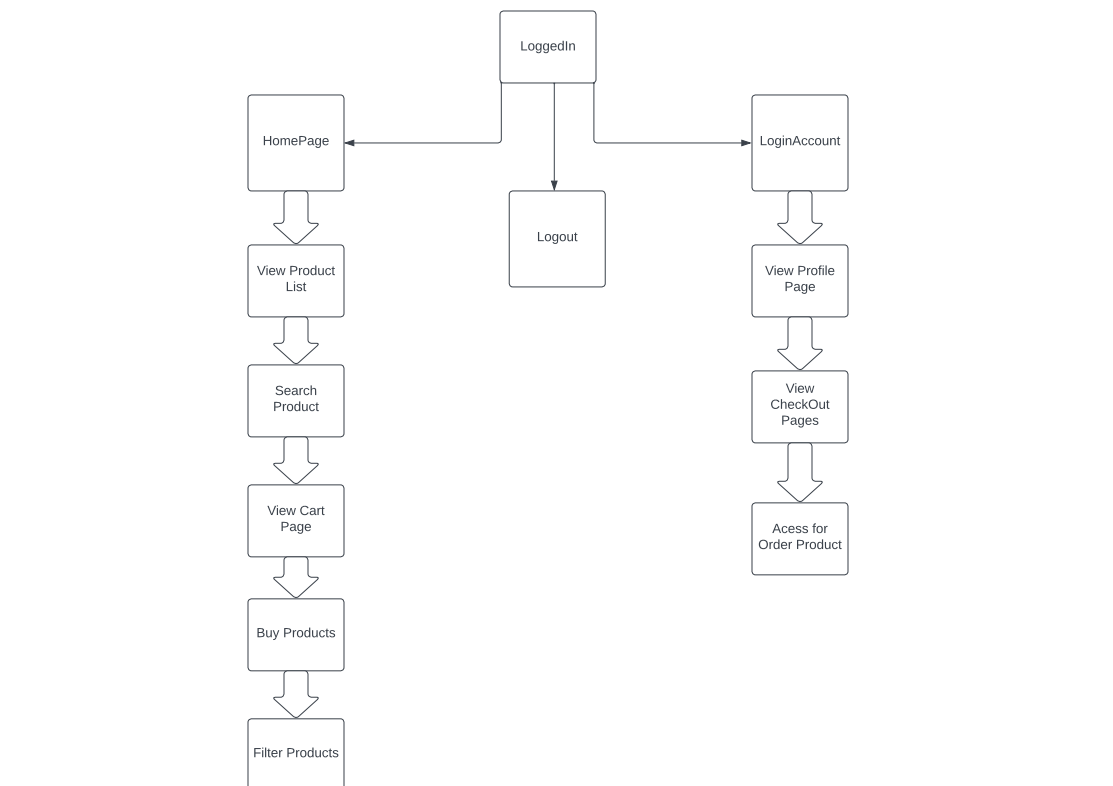 LoggedIn
HomePage
LoginAccount
Logout
View Product
List
View Profile
Page
Search
Product
View
CheckOut
Pages
View Cart
Page
Acess for
Order Product
Buy Products
Filter Products